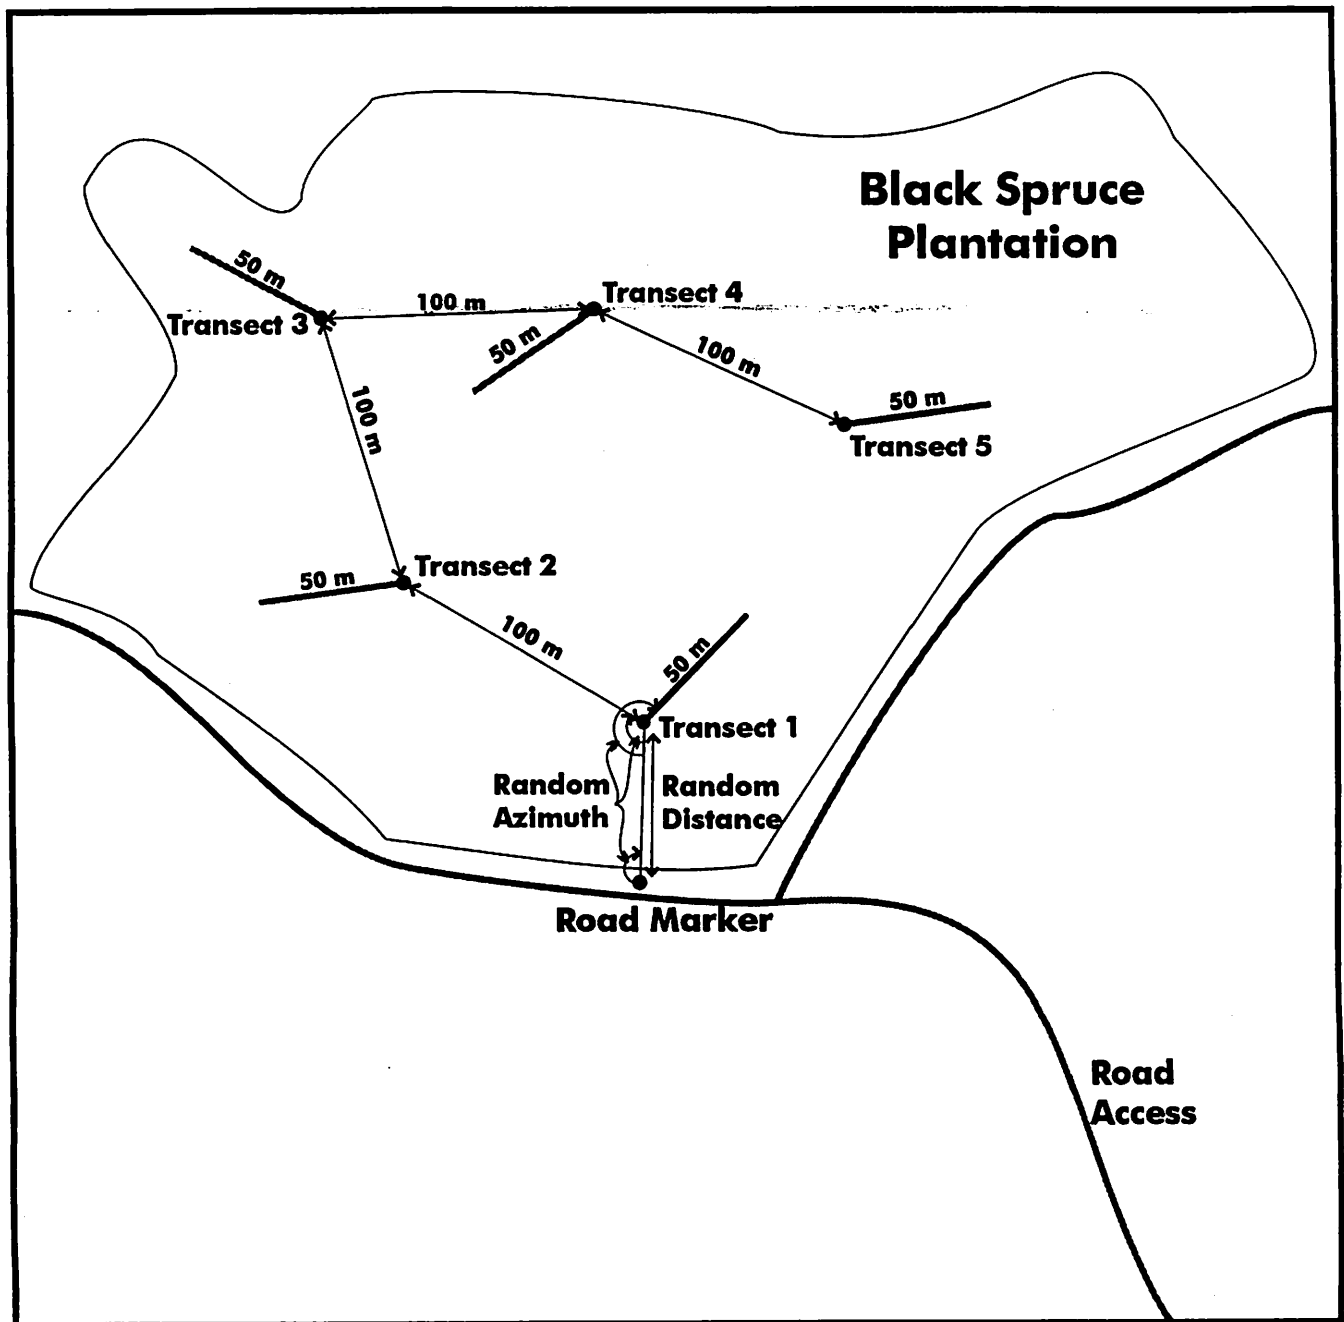 Black Spruce
Plantation
50 m
Transect 3
100 m
Transect 4
50 m
100 m
50 m
Transect 5
100 m
Transect 2
50 m
100 m
50 m
Transect 1
Random
Azimuth
Random
Distance
Road Marker
Road
Access